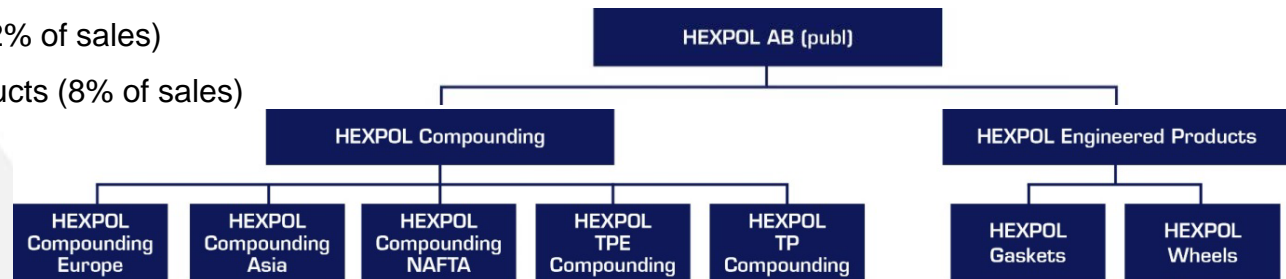 % of sales)
ucts (8% of sales)
HEXPOL AB (publ)
HEXPOL Compounding
HEXPOL Engineered Products
HEXPOL
Compounding
Europe
HEXPOL
Compounding
Asia
HEXPOL
Compounding
NAFTA
HEXPOL
TPE
Compounding
HEXPOL
TP
Compounding
HEXPOL
Gaskets
HEXPOL
Wheels